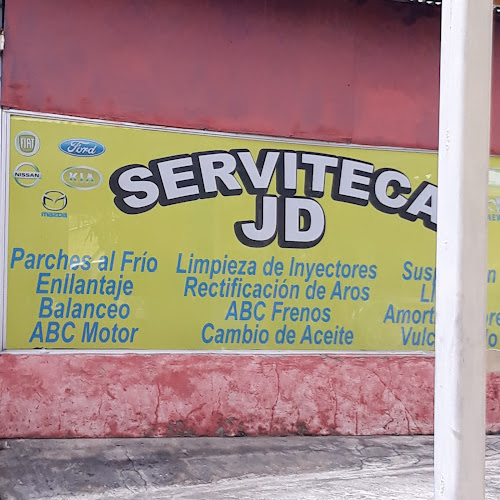 FIAT
Ford
NISSAN
KIA
mazda
SERVITECA
JD
Parches al Frío
Enllantaje
Balanceo
ABC Motor
Limpieza de Inyectores
Rectificación de Aros
ABC Frenos
Cambio de Aceite